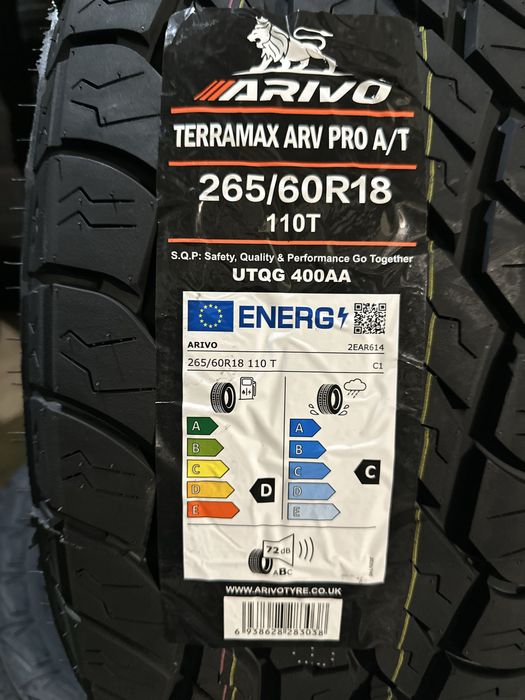 ARIVO
TERRAMAX ARV PRO A/T
265/60R18
110T
S.Q.P: Safety, Quality & Performance Go Together
UTQG 400AA
ENERG
ARIVO 2EAR614
265/60R18 110 T C1
A A
B B
C C C
D D D
E E
72 dB
ABC
WWW.ARIVOTYRE.CO.UK
6 938628 283038